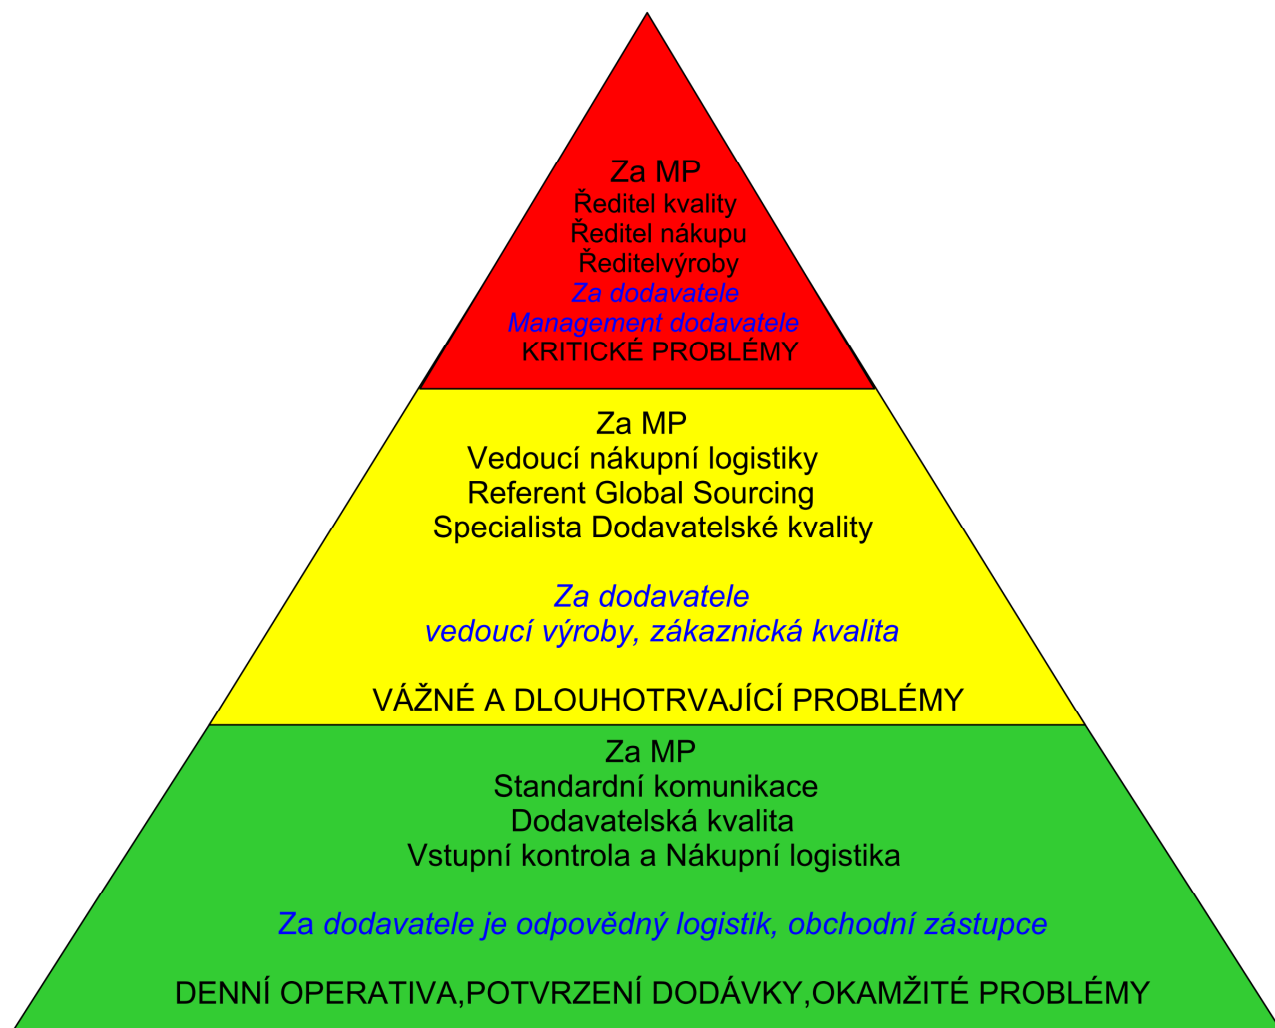 Za MP
Ředitel kvality
Ředitel nákupu
Ředitelvýroby
Za dodavatele
Management dodavatele
KRITICKÉ PROBLÉMY
Za MP
Vedoucí nákupní logistiky
Referent Global Sourcing
Specialista Dodavatelské kvality
Za dodavatele
vedoucí výroby, zákaznická kvalita
VÁŽNÉ A DLOUHOTRVAJÍCÍ PROBLÉMY
Za MP
Standardní komunikace
Dodavatelská kvalita
Vstupní kontrola a Nákupní logistika
Za dodavatele je odpovědný logistik, obchodní zástupce
DENNÍ OPERATIVA,POTVRZENÍ DODÁVKY,OKAMŽITÉ PROBLÉMY